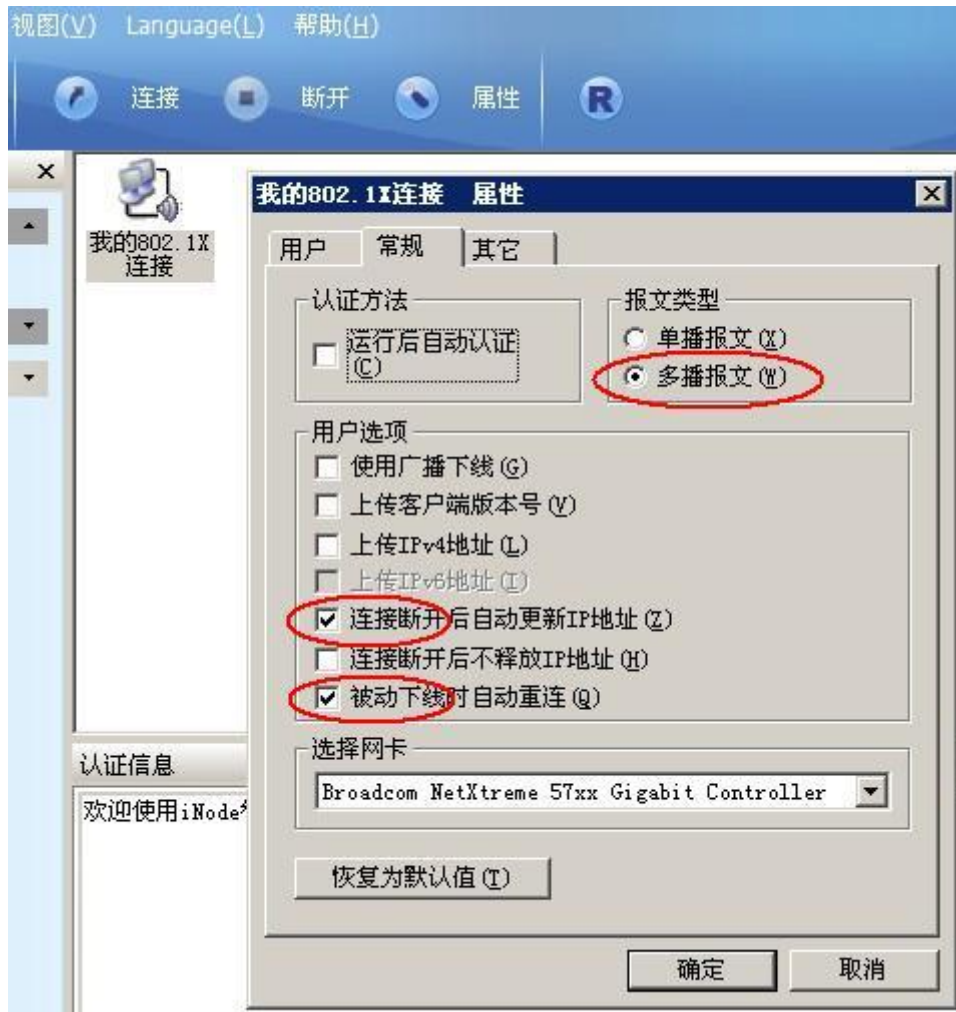 视图(V) Language(L) 帮助(H)
连接 断开 属性 R
我的802.1X
连接
我的802.1X连接 属性
用户 常规 其它
认证方法
运行后自动认证
(C)
报文类型
单播报文(X)
多播报文(W)
用户选项
使用广播下线(G)
上传客户端版本号(V)
上传IPv4地址(L)
上传IPv6地址(I)
连接断开后自动更新IP地址(Z)
连接断开后不释放IP地址(H)
被动下线时自动重连(Q)
选择网卡
Broadcom NetXtreme 57xx Gigabit Controller
恢复为默认值(T)
确定 取消
认证信息
欢迎使用iNode